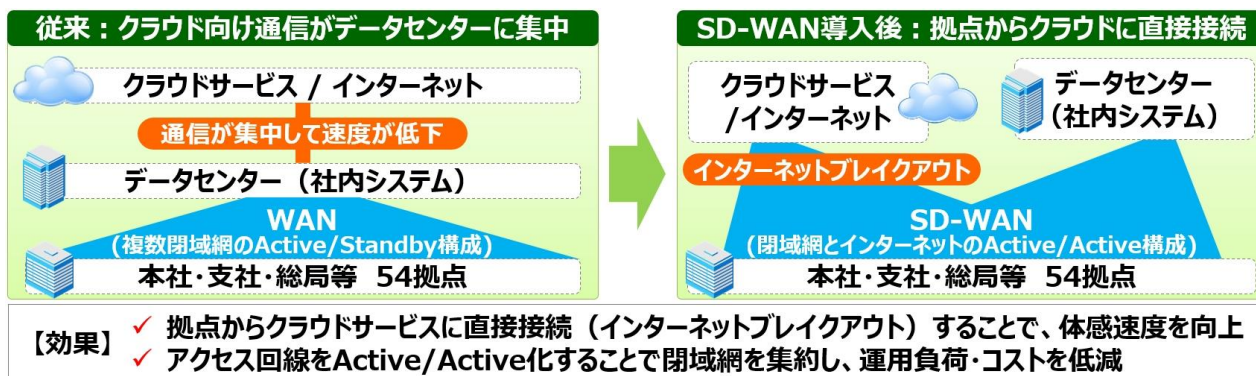 従来：クラウド向け通信がデータセンターに集中
クラウドサービス / インターネット
通信が集中して速度が低下
データセンター（社内システム）
WAN
(複数閉域網のActive/Standby構成)
本社・支社・総局等 54拠点
SD-WAN導入後：拠点からクラウドに直接接続
クラウドサービス
/インターネット
データセンター
（社内システム）
インターネットブレイクアウト
SD-WAN
(閉域網とインターネットのActive/Active構成)
本社・支社・総局等 54拠点
【効果】
✓ 拠点からクラウドサービスに直接接続（インターネットブレイクアウト）することで、体感速度を向上
✓ アクセス回線をActive/Active化することで閉域網を集約し、運用負荷・コストを低減